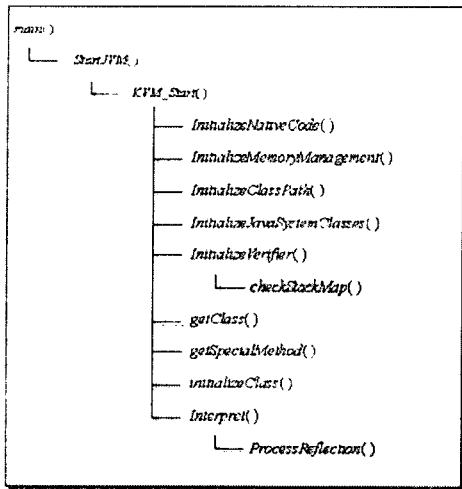 main()
StartJVM()
KVM_Start()
InitializeNativeCode()
InitializeMemoryManagement()
InitializeClassPath()
InitializeJavaSystemClasses()
InitializeVerifier()
checkStackMap()
getClass()
getSpecialMethod()
initializeClass()
Interpret()
ProcessReflection()